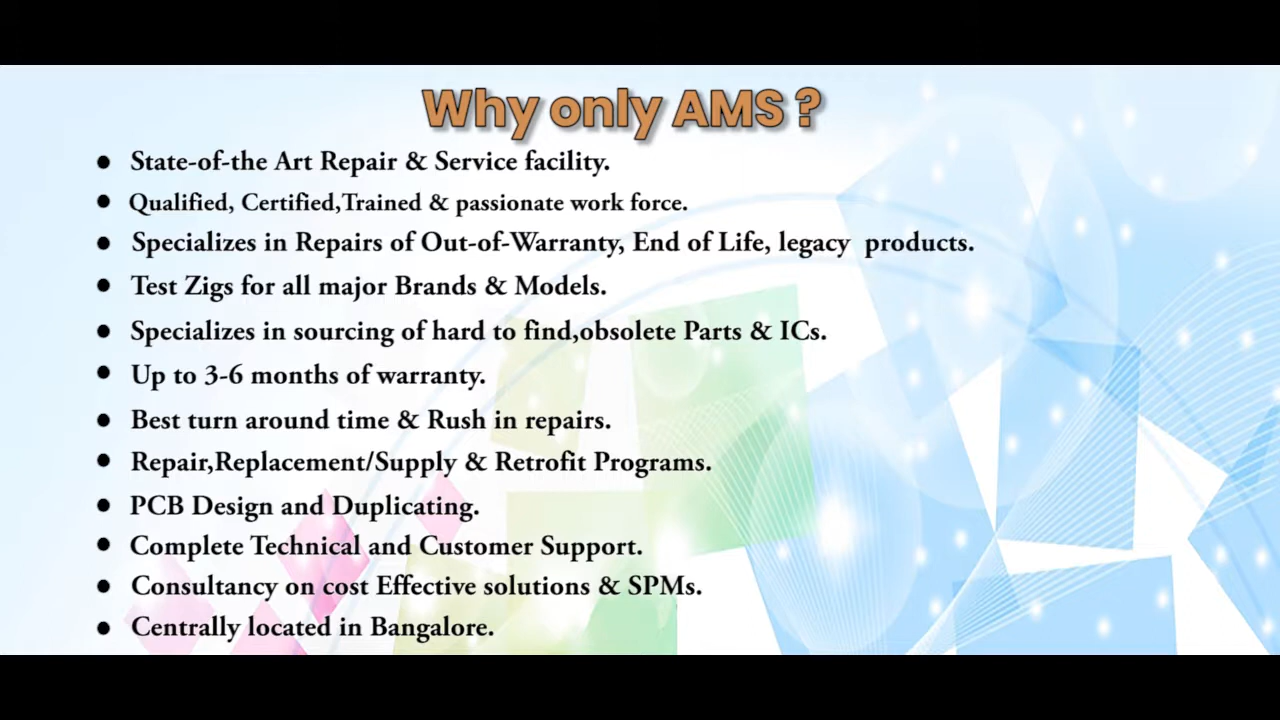 Why only AMS ?
● State-of-the Art Repair & Service facility.
● Qualified, Certified,Trained & passionate work force.
● Specializes in Repairs of Out-of-Warranty, End of Life, legacy  products.
● Test Zigs for all major Brands & Models.
● Specializes in sourcing of hard to find,obsolete Parts & ICs.
● Up to 3-6 months of warranty.
● Best turn around time & Rush in repairs.
● Repair,Replacement/Supply & Retrofit Programs.
● PCB Design and Duplicating.
● Complete Technical and Customer Support.
● Consultancy on cost Effective solutions & SPMs.
● Centrally located in Bangalore.